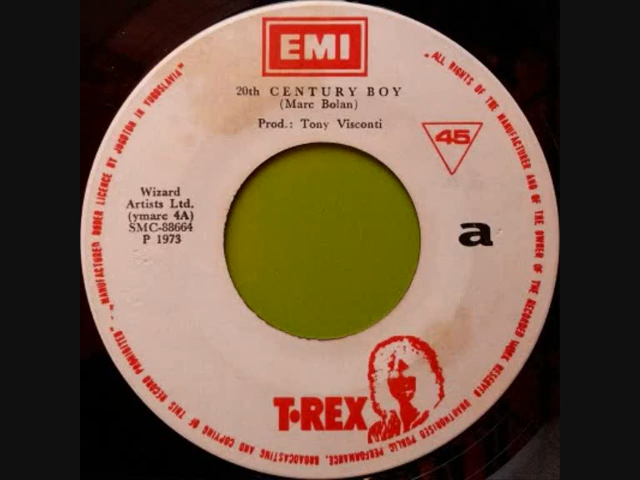 EMI
20th CENTURY BOY
(Marc Bolan)
Prod.: Tony Visconti
45
Wizard
Artists Ltd.
(ymarc 4A)
SMC-88664
P 1973
a
T•REX
"MANUFACTURED UNDER LICENCE BY JUGOTON IN YUGOSLAVIA"
"ALL RIGHTS OF THE MANUFACTURER AND OF THE OWNER OF THE RECORDED WORK RESERVED UNAUTHORISED PUBLIC PERFORMANCE, BROADCASTING AND COPYING OF THIS RECORD PROHIBITED"